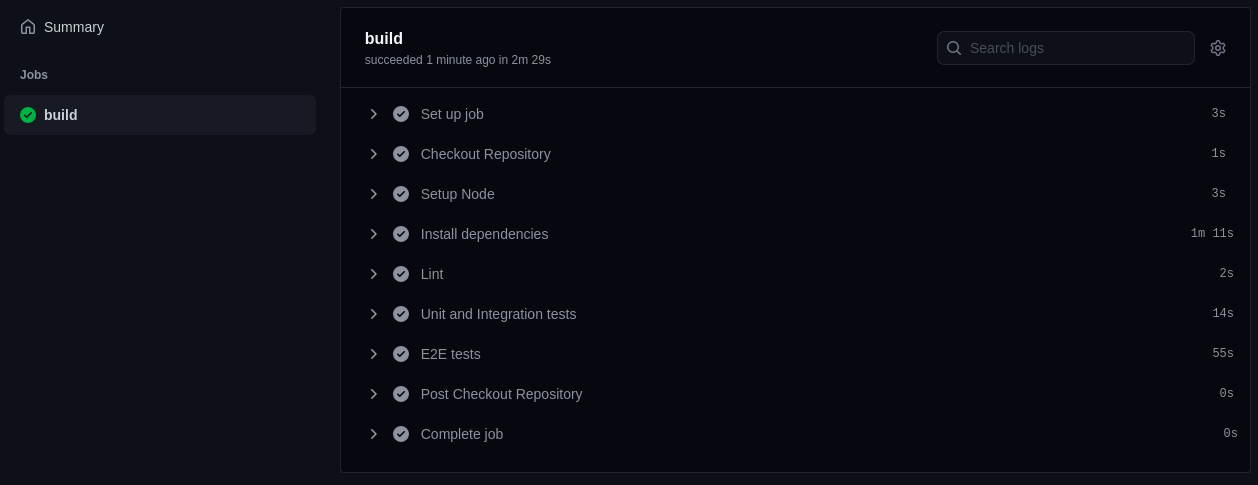 Summary
Jobs
build
build
succeeded 1 minute ago in 2m 29s
Search logs
Set up job 3s
Checkout Repository 1s
Setup Node 3s
Install dependencies 1m 11s
Lint 2s
Unit and Integration tests 14s
E2E tests 55s
Post Checkout Repository 0s
Complete job 0s